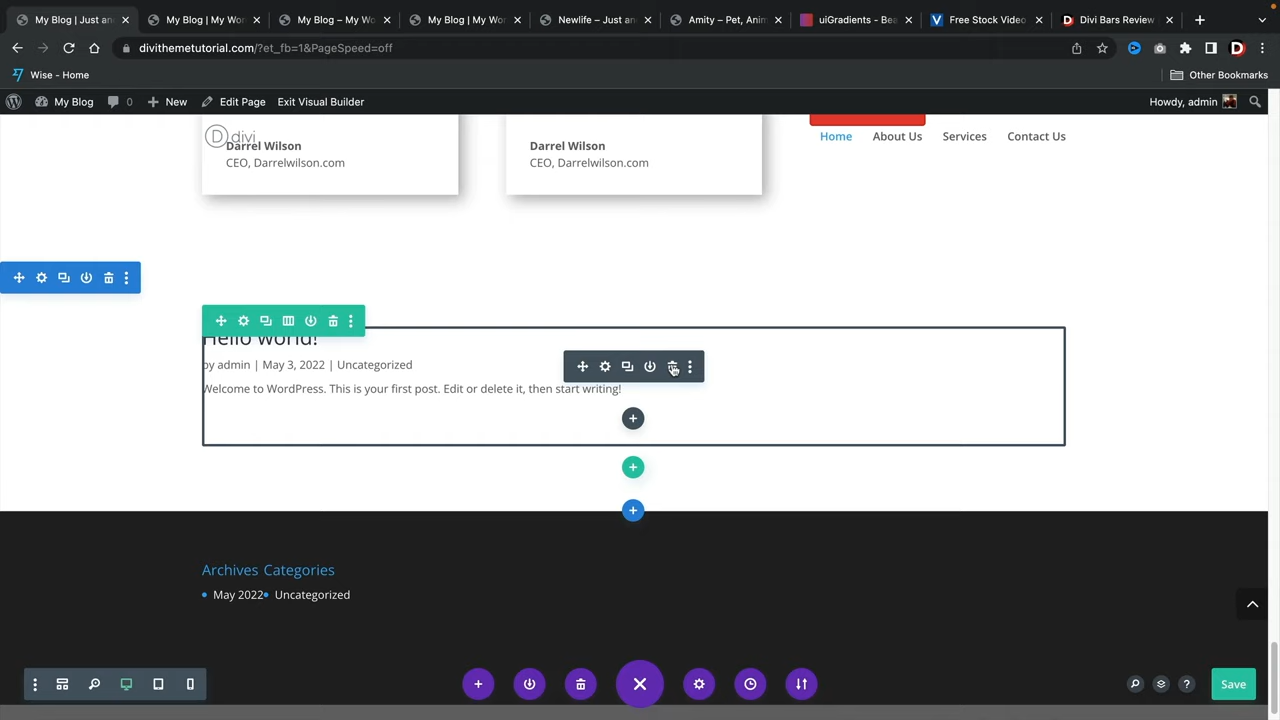 My Blog | Just an
My Blog | My Wor
My Blog – My Wo
My Blog | My Wor
Newlife – Just an
Amity – Pet, Anim
uiGradients - Bea
Free Stock Video
Divi Bars Review
divithemetutorial.com/?et_fb=1&PageSpeed=off
Wise - Home
Other Bookmarks
My Blog 0 New Edit Page Exit Visual Builder
Howdy, admin
divi
Home About Us Services Contact Us
Darrel Wilson
CEO, Darrelwilson.com
Darrel Wilson
CEO, Darrelwilson.com
Hello world!
by admin | May 3, 2022 | Uncategorized
Welcome to WordPress. This is your first post. Edit or delete it, then start writing!
Archives Categories
May 2022 Uncategorized
Save